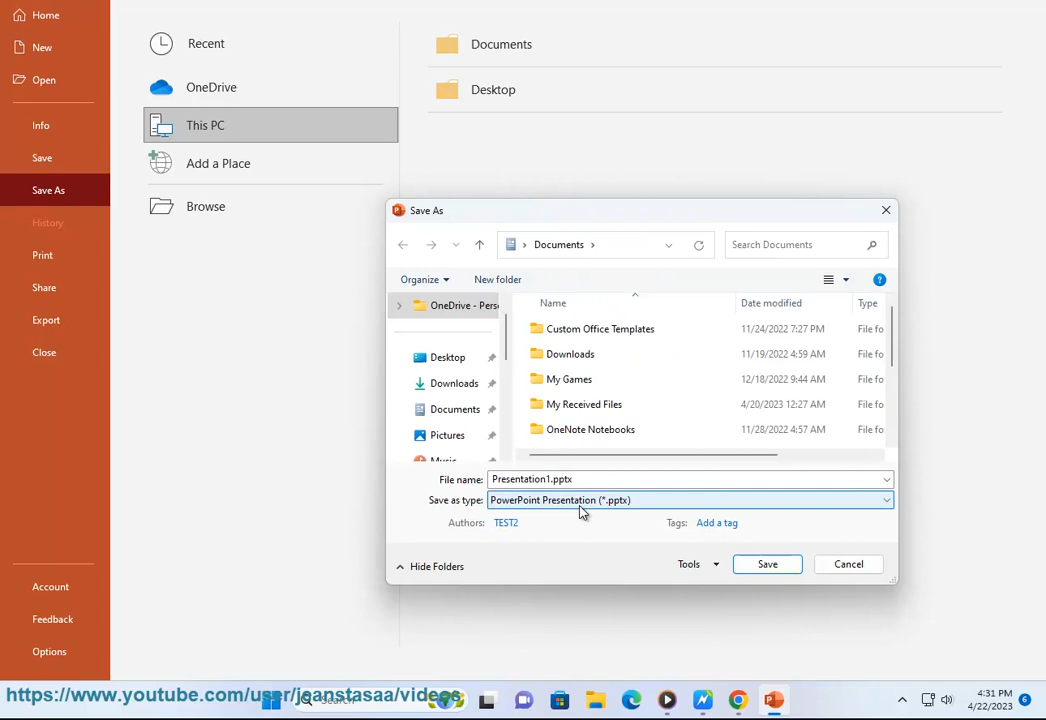 Home
New
Open
Info
Save
Save As
History
Print
Share
Export
Close
Account
Feedback
Options
Recent
OneDrive
This PC
Add a Place
Browse
Documents
Desktop
Save As
Documents
Search Documents
Organize
New folder
?
OneDrive - Perso
Desktop
Downloads
Documents
Pictures
Name Date modified Type
Custom Office Templates 11/24/2022 7:27 PM File fo
Downloads 11/19/2022 4:59 AM File fo
My Games 12/18/2022 9:44 AM File fo
My Received Files 4/20/2023 12:27 AM File fo
OneNote Notebooks 11/28/2022 4:57 AM File fo
File name: Presentation1.pptx
Save as type: PowerPoint Presentation (*.pptx)
Authors: TEST2 Tags: Add a tag
Hide Folders Tools Save Cancel
https://www.youtube.com/user/jeanstasaa/videos
Search
4:31 PM
4/22/2023
6